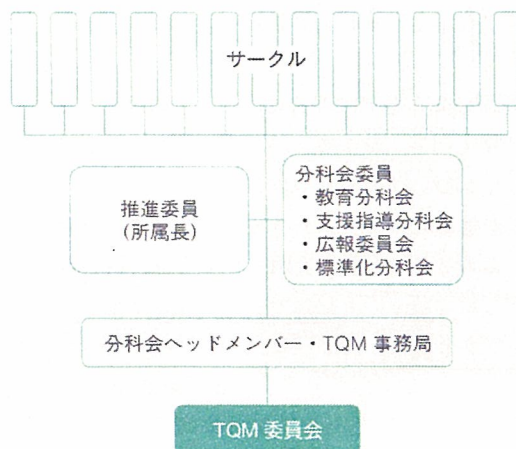 サークル
推進委員
(所属長)
分科会委員
・教育分科会
・支援指導分科会
・広報委員会
・標準化分科会
分科会ヘッドメンバー・TQM 事務局
TQM 委員会